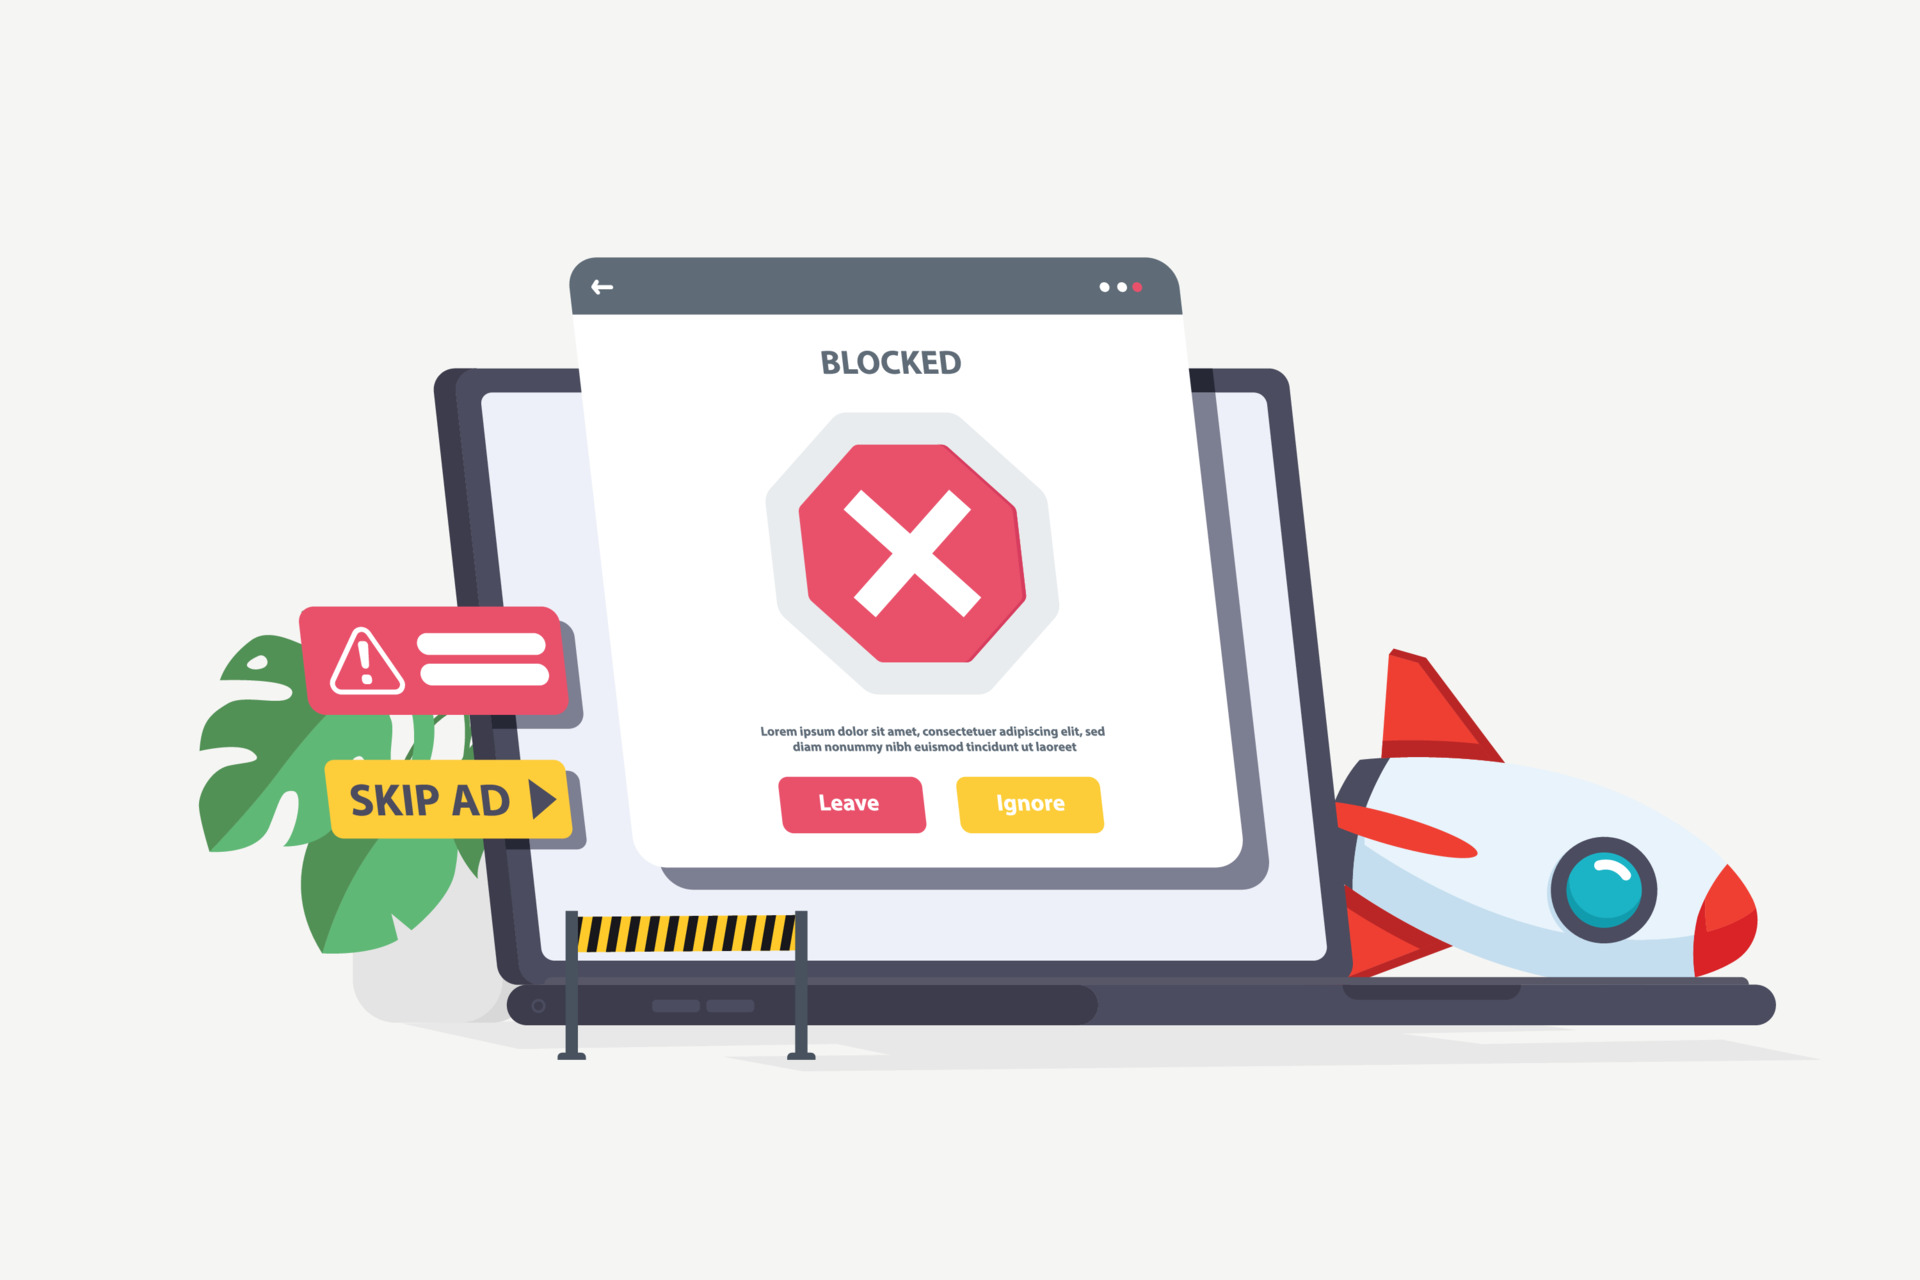 BLOCKED
Lorem ipsum dolor sit amet, consectetuer adipiscing elit, sed
diam nonummy nibh euismod tincidunt ut laoreet
Leave
Ignore
SKIP AD